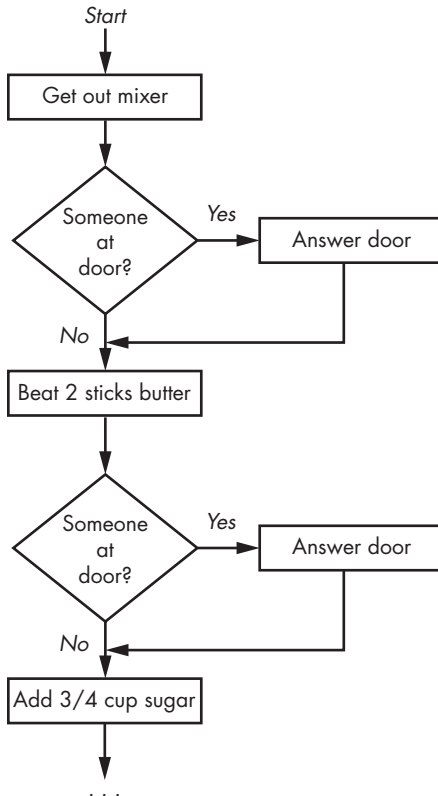 Start
Get out mixer
Someone
at
door?
Yes
Answer door
No
Beat 2 sticks butter
Someone
at
door?
Yes
Answer door
No
Add 3/4 cup sugar
...